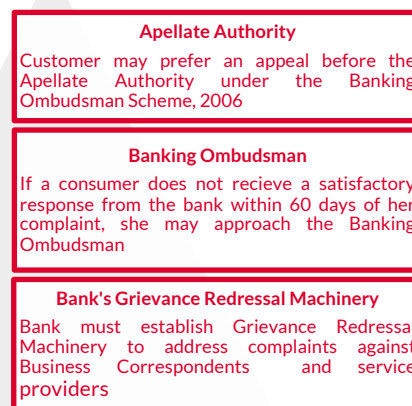 Apellate Authority
Customer may prefer an appeal before the
Apellate Authority under the Banking
Ombudsman Scheme, 2006
Banking Ombudsman
If a consumer does not recieve a satisfactory
response from the bank within 60 days of her
complaint, she may approach the Banking
Ombudsman
Bank's Grievance Redressal Machinery
Bank must establish Grievance Redressal
Machinery to address complaints against
Business Correspondents and service
providers